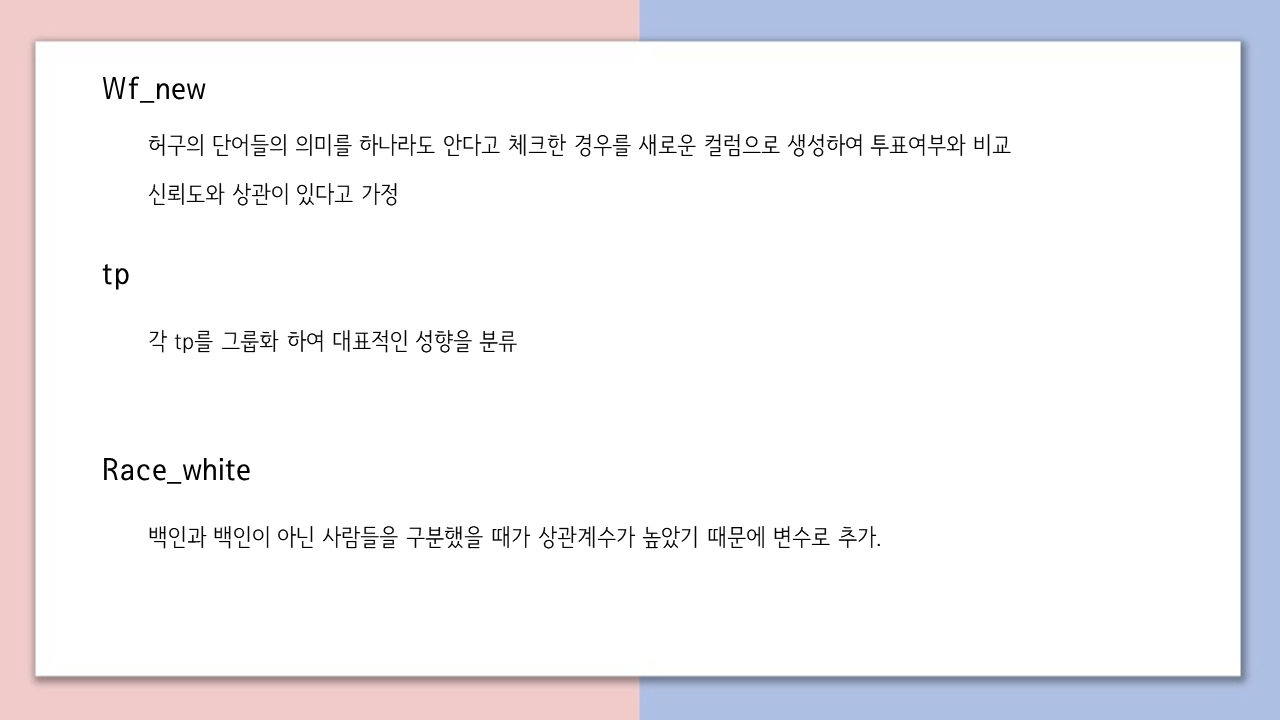 Wf_new
허구의 단어들의 의미를 하나라도 안다고 체크한 경우를 새로운 컬럼으로 생성하여 투표여부와 비교
신뢰도와 상관이 있다고 가정
tp
각 tp를 그룹화 하여 대표적인 성향을 분류
Race_white
백인과 백인이 아닌 사람들을 구분했을 때가 상관계수가 높았기 때문에 변수로 추가.